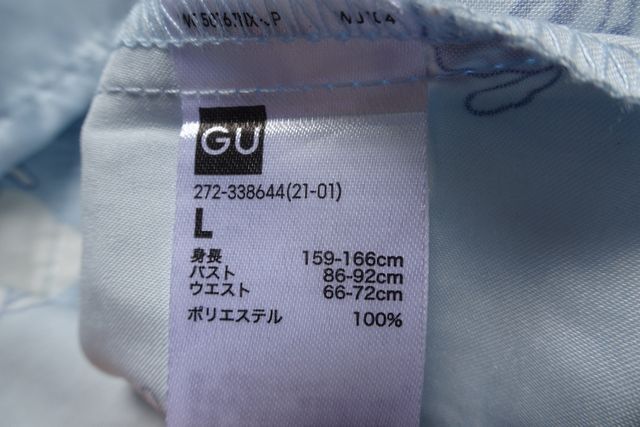 GU
272-338644(21-01)
L
身長 159-166cm
バスト 86-92cm
ウエスト 66-72cm
ポリエステル 100%